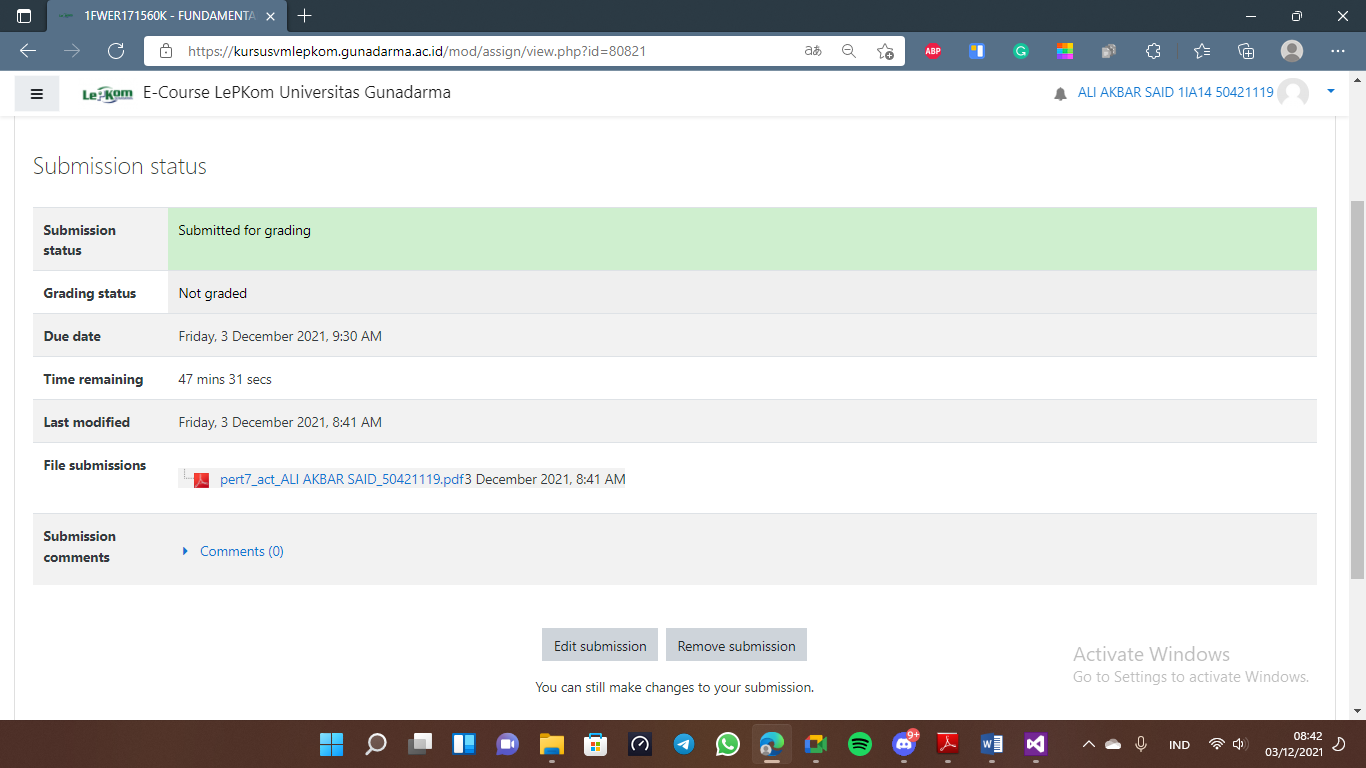 1FWER171560K - FUNDAMENTA
https://kursusvmlepkom.gunadarma.ac.id/mod/assign/view.php?id=80821
ABP
LePKom E-Course LePKom Universitas Gunadarma
ALI AKBAR SAID 1IA14 50421119
Submission status
Submission status Submitted for grading
Grading status Not graded
Due date Friday, 3 December 2021, 9:30 AM
Time remaining 47 mins 31 secs
Last modified Friday, 3 December 2021, 8:41 AM
File submissions pert7_act_ALI AKBAR SAID_50421119.pdf3 December 2021, 8:41 AM
Submission comments Comments (0)
Edit submission Remove submission
You can still make changes to your submission.
Activate Windows
Go to Settings to activate Windows.
9+
IND
08:42
03/12/2021